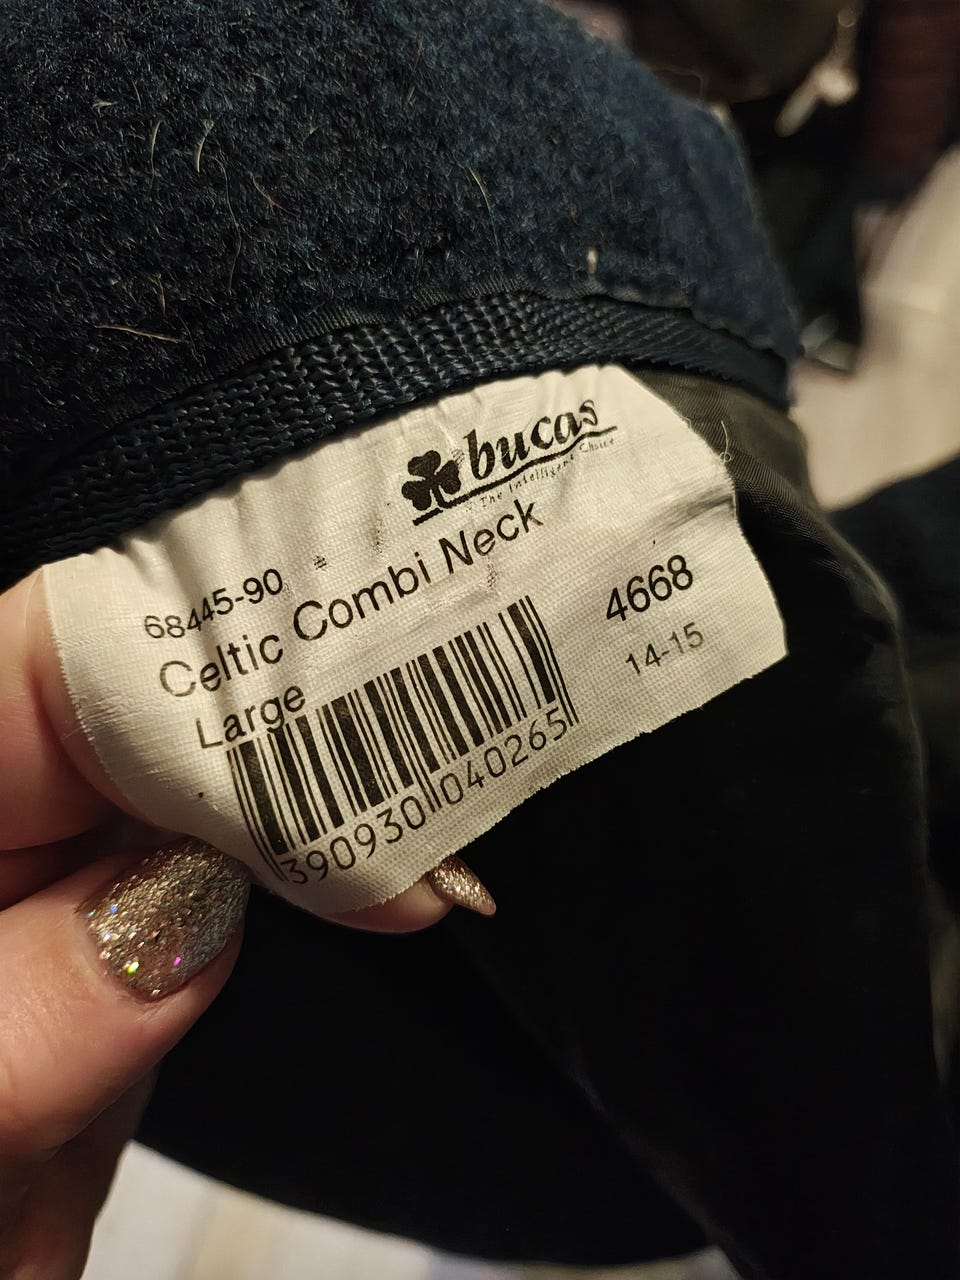 bucas
The Intelligent Choice
68445-90
Celtic Combi Neck
Large
4668
14-15
390930 040265